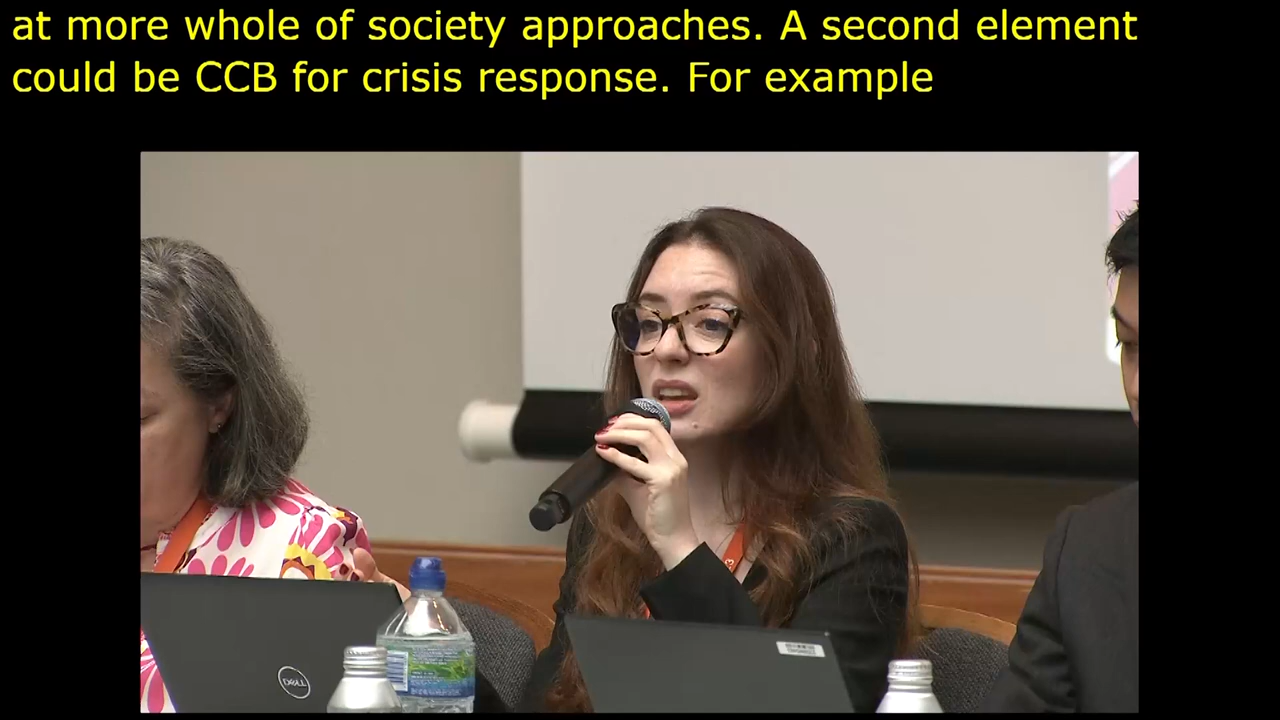 at more whole of society approaches. A second element
could be CCB for crisis response. For example
DELL